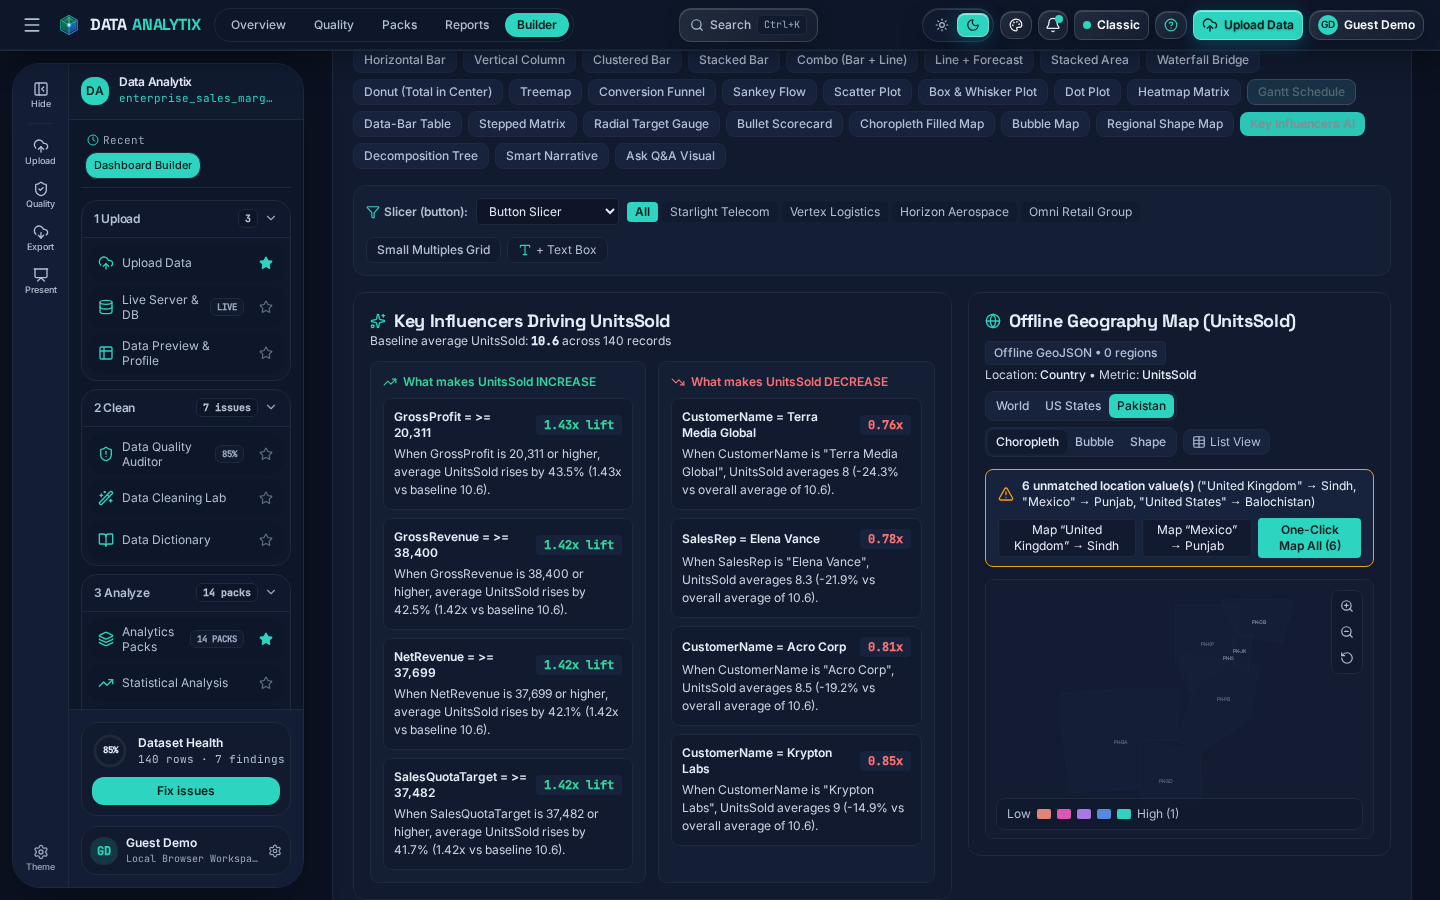 DATA ANALYTIX
Overview
Quality
Packs
Reports
Builder
Search
Ctrl+K
Classic
Upload Data
GD
Guest Demo
Hide
Upload
Quality
Export
Present
Theme
DA
Data Analytix
enterprise_sales_marg…
Recent
Dashboard Builder
1 Upload
3
Upload Data
Live Server &
DB
LIVE
Data Preview &
Profile
2 Clean
7 issues
Data Quality
Auditor
85%
Data Cleaning Lab
Data Dictionary
3 Analyze
14 packs
Analytics
Packs
14 PACKS
Statistical Analysis
85%
Dataset Health
140 rows · 7 findings
Fix issues
GD
Guest Demo
Local Browser Workspa…
Horizontal Bar
Vertical Column
Clustered Bar
Stacked Bar
Combo (Bar + Line)
Line + Forecast
Stacked Area
Waterfall Bridge
Donut (Total in Center)
Treemap
Conversion Funnel
Sankey Flow
Scatter Plot
Box & Whisker Plot
Dot Plot
Heatmap Matrix
Gantt Schedule
Data-Bar Table
Stepped Matrix
Radial Target Gauge
Bullet Scorecard
Choropleth Filled Map
Bubble Map
Regional Shape Map
Key Influencers AI
Decomposition Tree
Smart Narrative
Ask Q&A Visual
Slicer (button):
Button Slicer
All
Starlight Telecom
Vertex Logistics
Horizon Aerospace
Omni Retail Group
Small Multiples Grid
+ Text Box
Key Influencers Driving UnitsSold
Baseline average UnitsSold: 10.6 across 140 records
What makes UnitsSold INCREASE
GrossProfit = >=
20,311
1.43x lift
When GrossProfit is 20,311 or higher,
average UnitsSold rises by 43.5% (1.43x
vs baseline 10.6).
GrossRevenue = >=
38,400
1.42x lift
When GrossRevenue is 38,400 or
higher, average UnitsSold rises by
42.5% (1.42x vs baseline 10.6).
NetRevenue = >=
37,699
1.42x lift
When NetRevenue is 37,699 or higher,
average UnitsSold rises by 42.1% (1.42x
vs baseline 10.6).
SalesQuotaTarget = >=
37,482
1.42x lift
When SalesQuotaTarget is 37,482 or
higher, average UnitsSold rises by
41.7% (1.42x vs baseline 10.6).
What makes UnitsSold DECREASE
CustomerName = Terra
Media Global
0.76x
When CustomerName is "Terra Media
Global", UnitsSold averages 8 (-24.3%
vs overall average of 10.6).
SalesRep = Elena Vance
0.78x
When SalesRep is "Elena Vance",
UnitsSold averages 8.3 (-21.9% vs
overall average of 10.6).
CustomerName = Acro Corp
0.81x
When CustomerName is "Acro Corp",
UnitsSold averages 8.5 (-19.2% vs
overall average of 10.6).
CustomerName = Krypton
Labs
0.85x
When CustomerName is "Krypton
Labs", UnitsSold averages 9 (-14.9% vs
overall average of 10.6).
Offline Geography Map (UnitsSold)
Offline GeoJSON • 0 regions
Location: Country • Metric: UnitsSold
World
US States
Pakistan
Choropleth
Bubble
Shape
List View
6 unmatched location value(s) ("United Kingdom" → Sindh,
"Mexico" → Punjab, "United States" → Balochistan)
Map “United
Kingdom” → Sindh
Map “Mexico”
→ Punjab
One-Click
Map All (6)
PK-GB
PK-KP
PK-JK
PK-IS
PK-PB
PK-BA
PK-SD
Low
High (1)